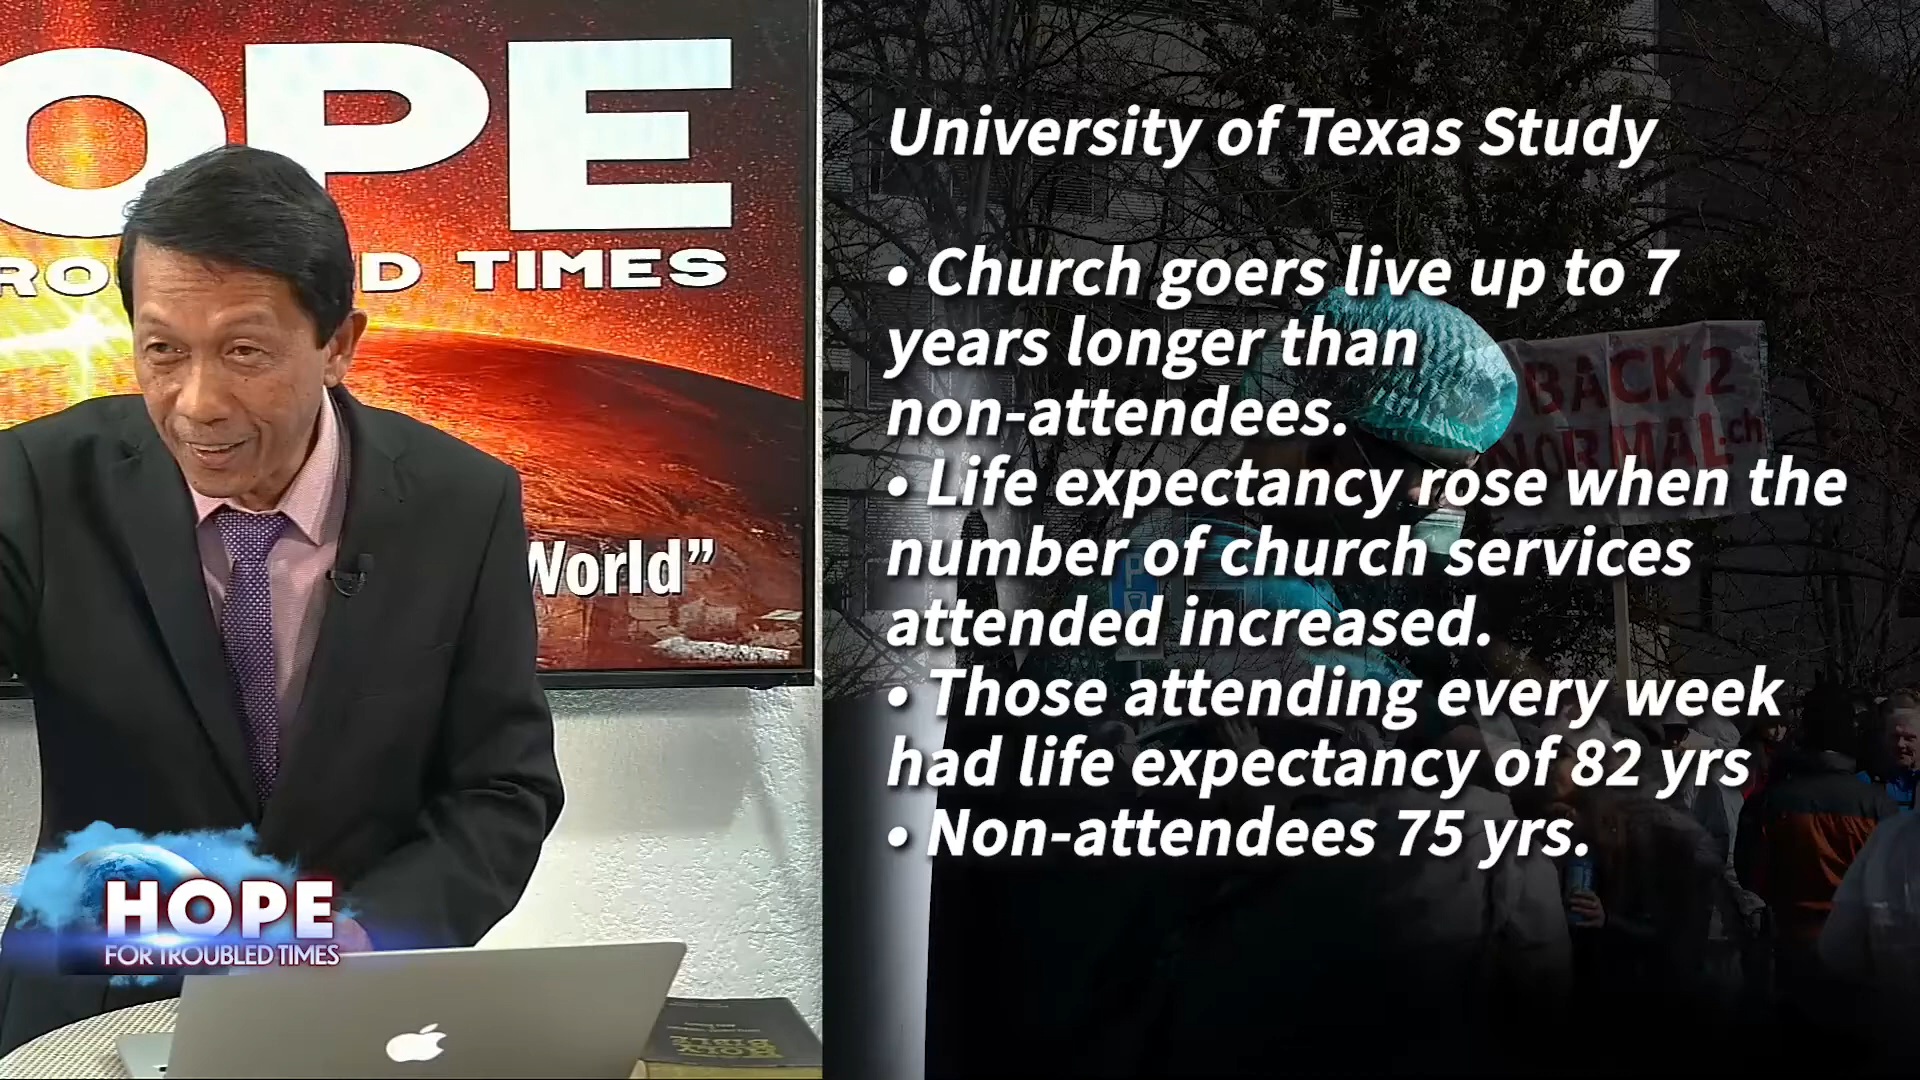 OPE
TIMES
World”
HOPE
FOR TROUBLED TIMES
HOLY
BIBLE
University of Texas Study
• Church goers live up to 7
years longer than
non-attendees.
• Life expectancy rose when the
number of church services
attended increased.
• Those attending every week
had life expectancy of 82 yrs
• Non-attendees 75 yrs.
BACK 2
NORMAL.ch
P